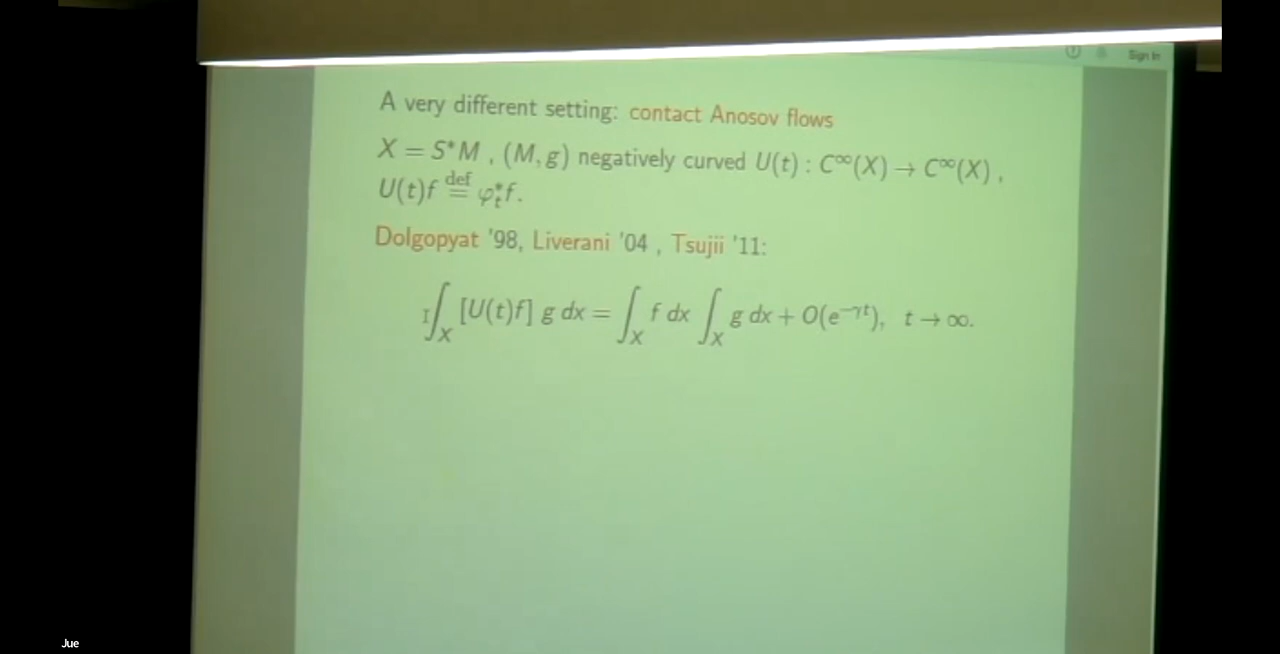 Sign In
A very different setting: contact Anosov flows
X = S*M , (M, g) negatively curved U(t) : C^∞(X) → C^∞(X) ,
U(t)f def= φ_t^* f.
Dolgopyat '98, Liverani '04 , Tsujii '11:
∫_X [U(t)f] g dx = ∫_X f dx ∫_X g dx + O(e^{-γt}), t → ∞.
Jue